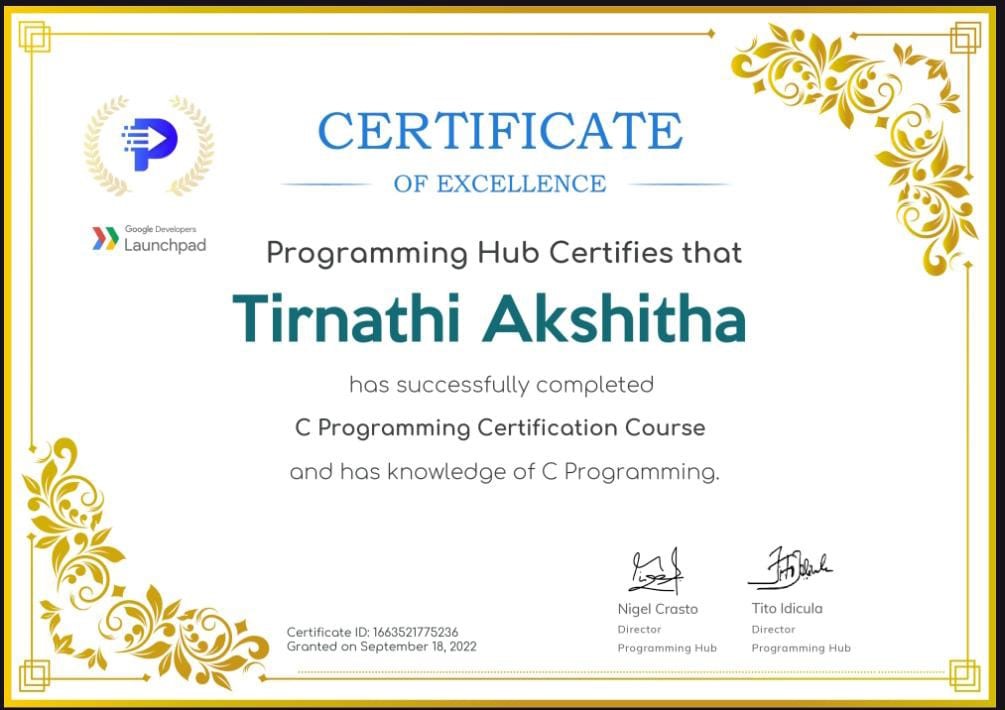 CERTIFICATE
OF EXCELLENCE
Google Developers
Launchpad
Programming Hub Certifies that
Tirnathi Akshitha
has successfully completed
C Programming Certification Course
and has knowledge of C Programming.
Nigel Crasto
Director
Programming Hub
Tito Idicula
Director
Programming Hub
Certificate ID: 1663521775236
Granted on September 18, 2022